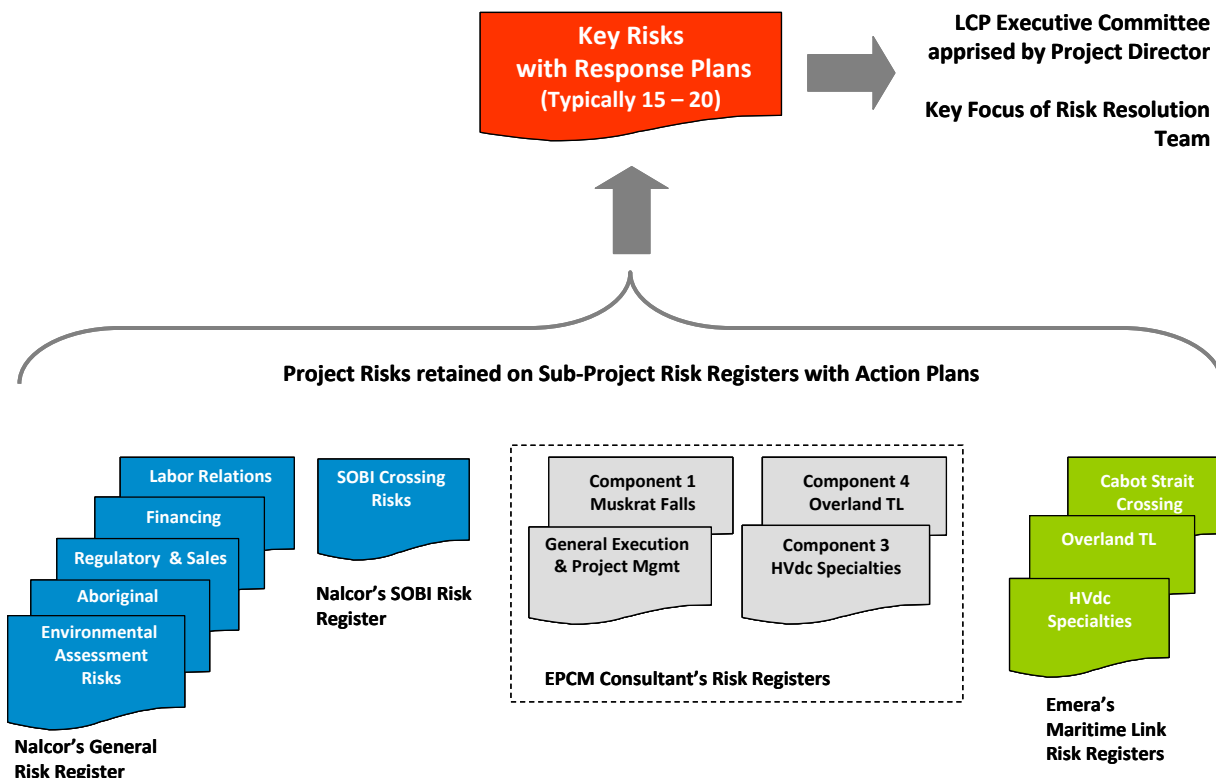 Key Risks
with Response Plans
(Typically 15 – 20)
LCP Executive Committee
apprised by Project Director
Key Focus of Risk Resolution
Team
Project Risks retained on Sub-Project Risk Registers with Action Plans
Labor Relations
Financing
Regulatory & Sales
Aboriginal
Environmental
Assessment
Risks
Nalcor’s General
Risk Register
SOBI Crossing
Risks
Nalcor’s SOBI Risk
Register
Component 1
Muskrat Falls
General Execution
& Project Mgmt
Component 4
Overland TL
Component 3
HVdc Specialties
EPCM Consultant’s Risk Registers
Cabot Strait
Crossing
Overland TL
HVdc
Specialties
Emera’s
Maritime Link
Risk Registers